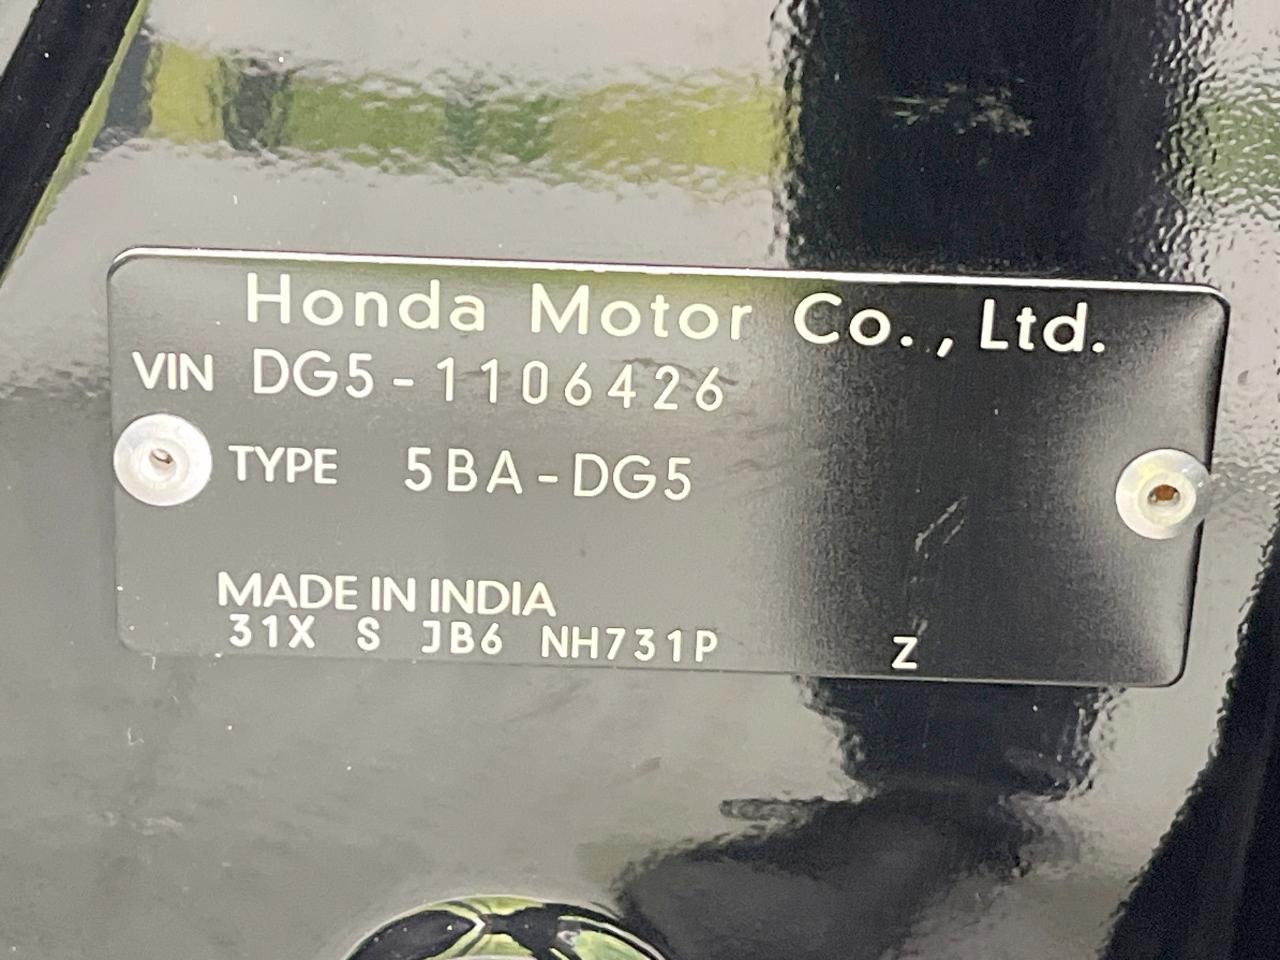 Honda Motor Co., Ltd.
VIN DG5-1106426
TYPE 5BA-DG5
MADE IN INDIA
31X S JB6 NH731P Z